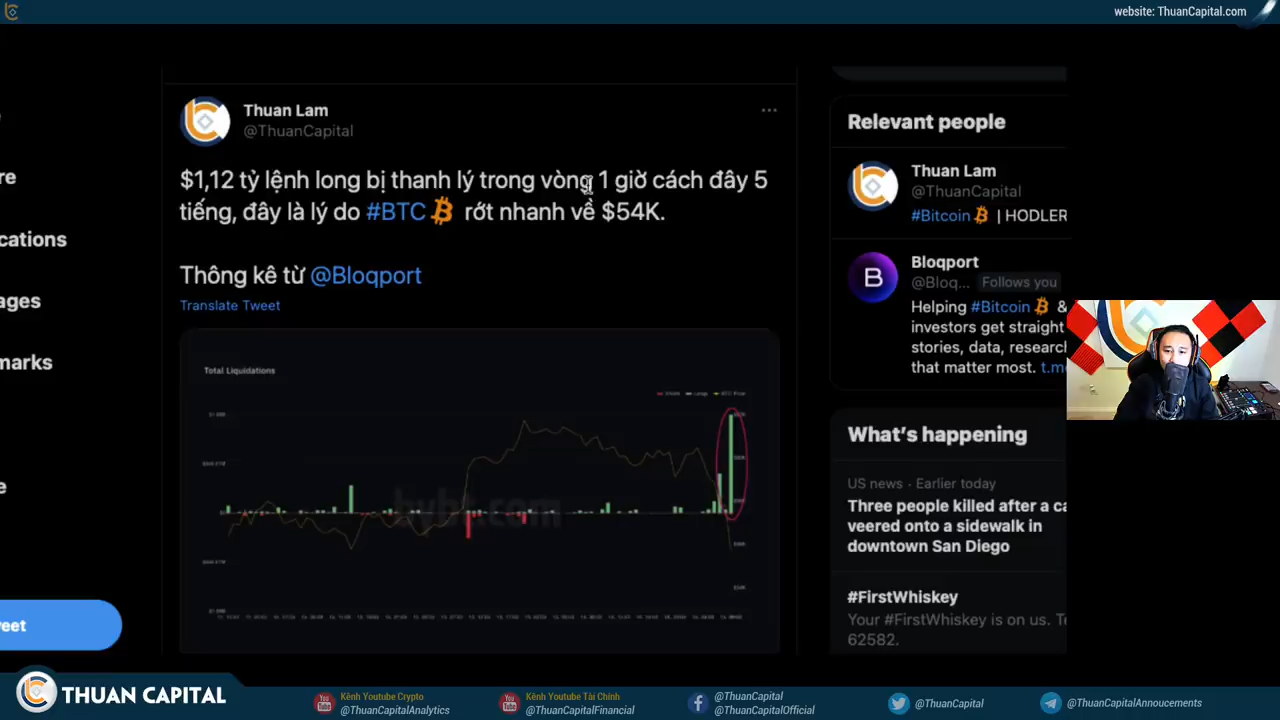 website: ThuanCapital.com
Thuan Lam
@ThuanCapital
$1,12 tỷ lệnh long bị thanh lý trong vòng 1 giờ cách đây 5
tiếng, đây là lý do #BTC rớt nhanh về $54K.
Thông kê từ @Bloqport
Translate Tweet
Total Liquidations
bybt.com
re
cations
ages
marks
e
eet
Relevant people
Thuan Lam
@ThuanCapital
#Bitcoin | HODLER
Bloqport
@Bloq... Follows you
Helping #Bitcoin &
investors get straight
stories, data, research
that matter most. t.m
What's happening
US news · Earlier today
Three people killed after a ca
veered onto a sidewalk in
downtown San Diego
#FirstWhiskey
Your #FirstWhiskey is on us. Te
62582.
THUAN CAPITAL
Kênh Youtube Crypto
@ThuanCapitalAnalytics
Kênh Youtube Tài Chính
@ThuanCapitalFinancial
@ThuanCapital
@ThuanCapitalOfficial
@ThuanCapital
@ThuanCapitalAnnoucements